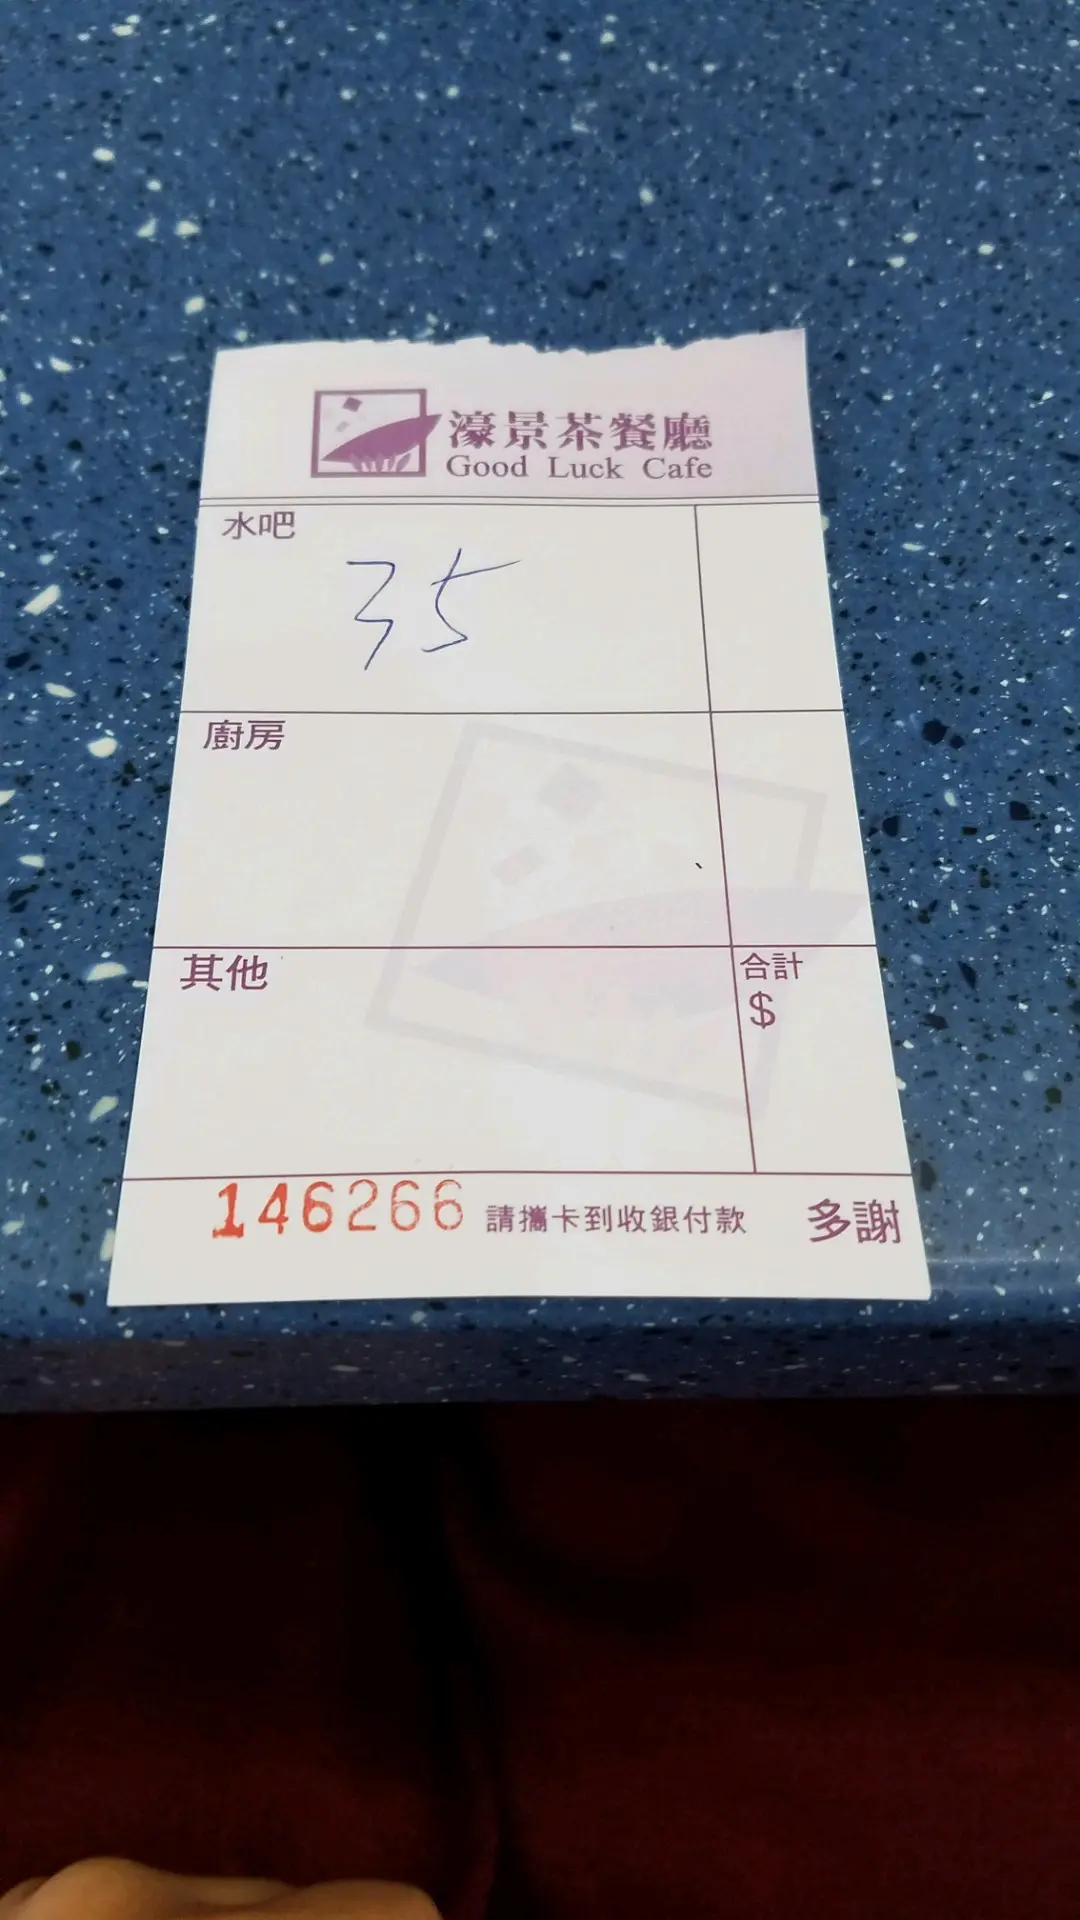 濠景茶餐廳
Good Luck Cafe
水吧
35
廚房
其他
合計
$
146266 請攜卡到收銀付款 多謝